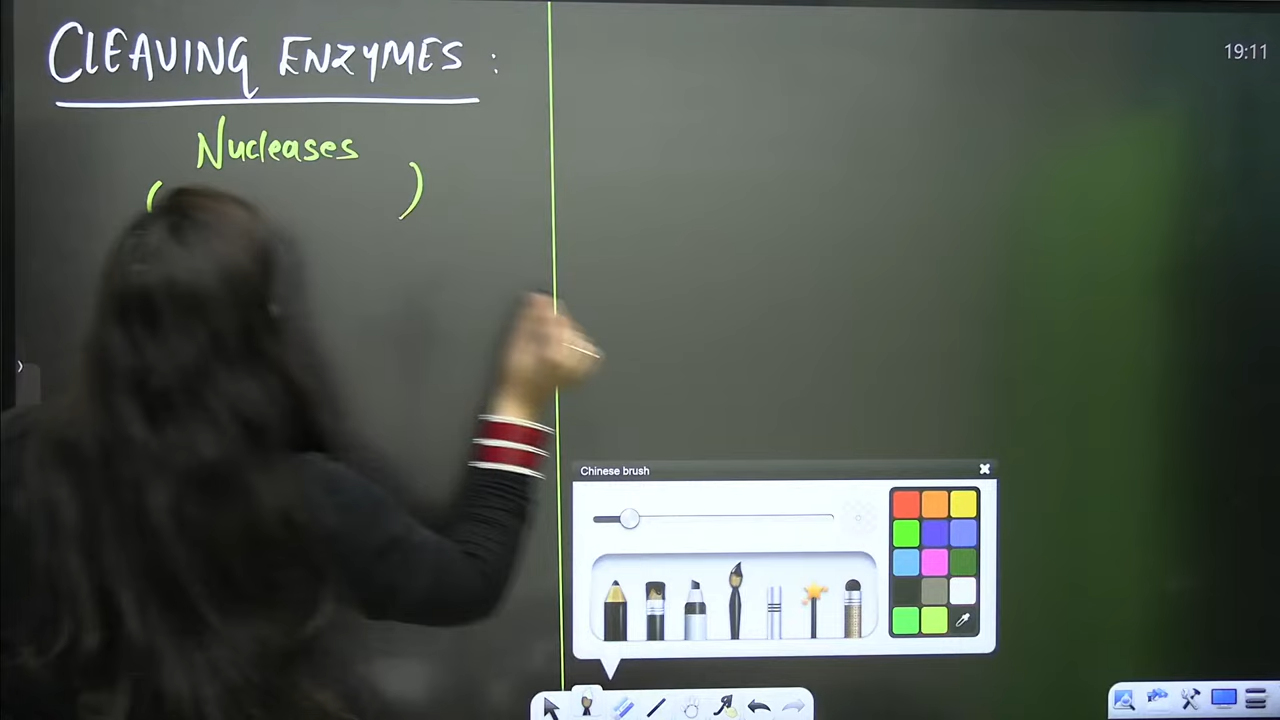 CLEAVING ENZYMES :
19:11
Nucleases
( )
Chinese brush